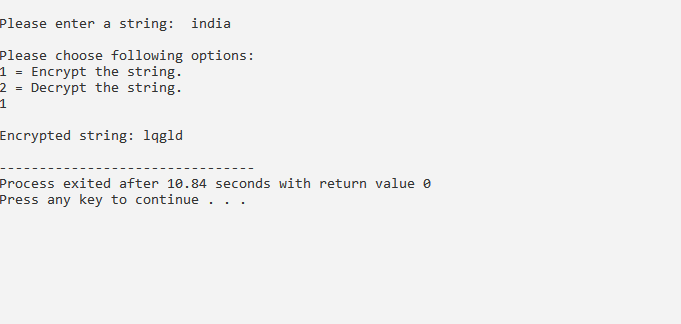 Please enter a string:  india
Please choose following options:
1 = Encrypt the string.
2 = Decrypt the string.
1
Encrypted string: lqgld
--------------------------------
Process exited after 10.84 seconds with return value 0
Press any key to continue . . .